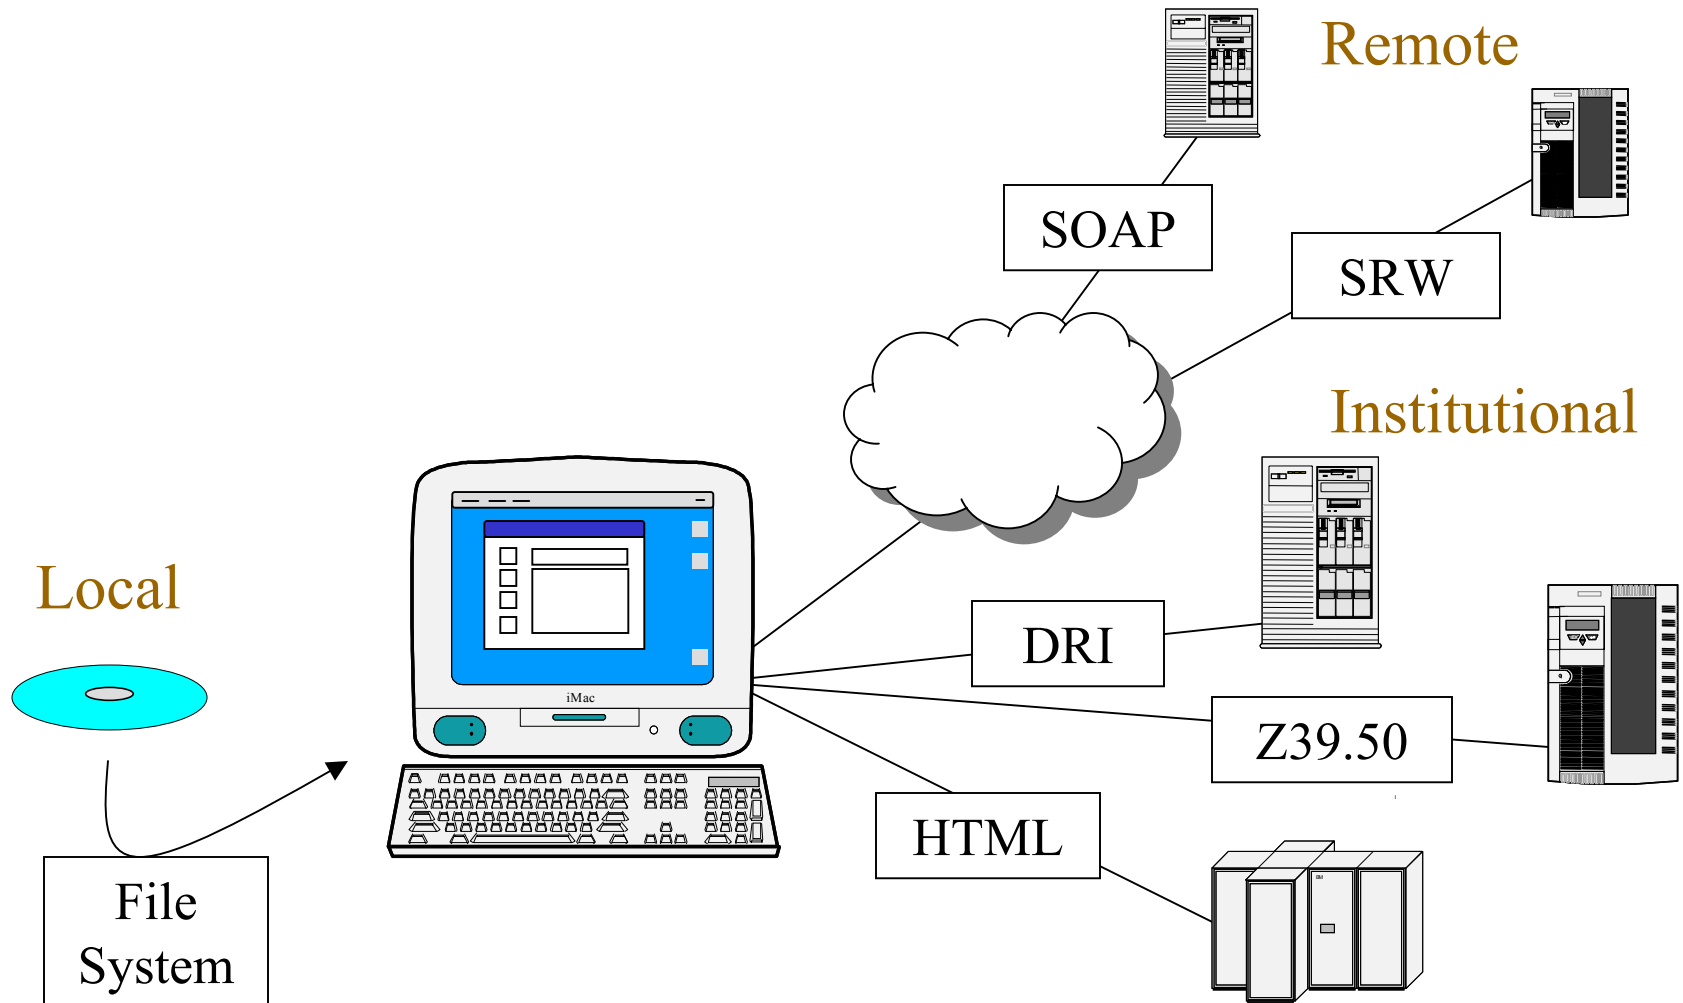 Remote
SOAP
SRW
Institutional
Local
iMac
DRI
Z39.50
HTML
File
System